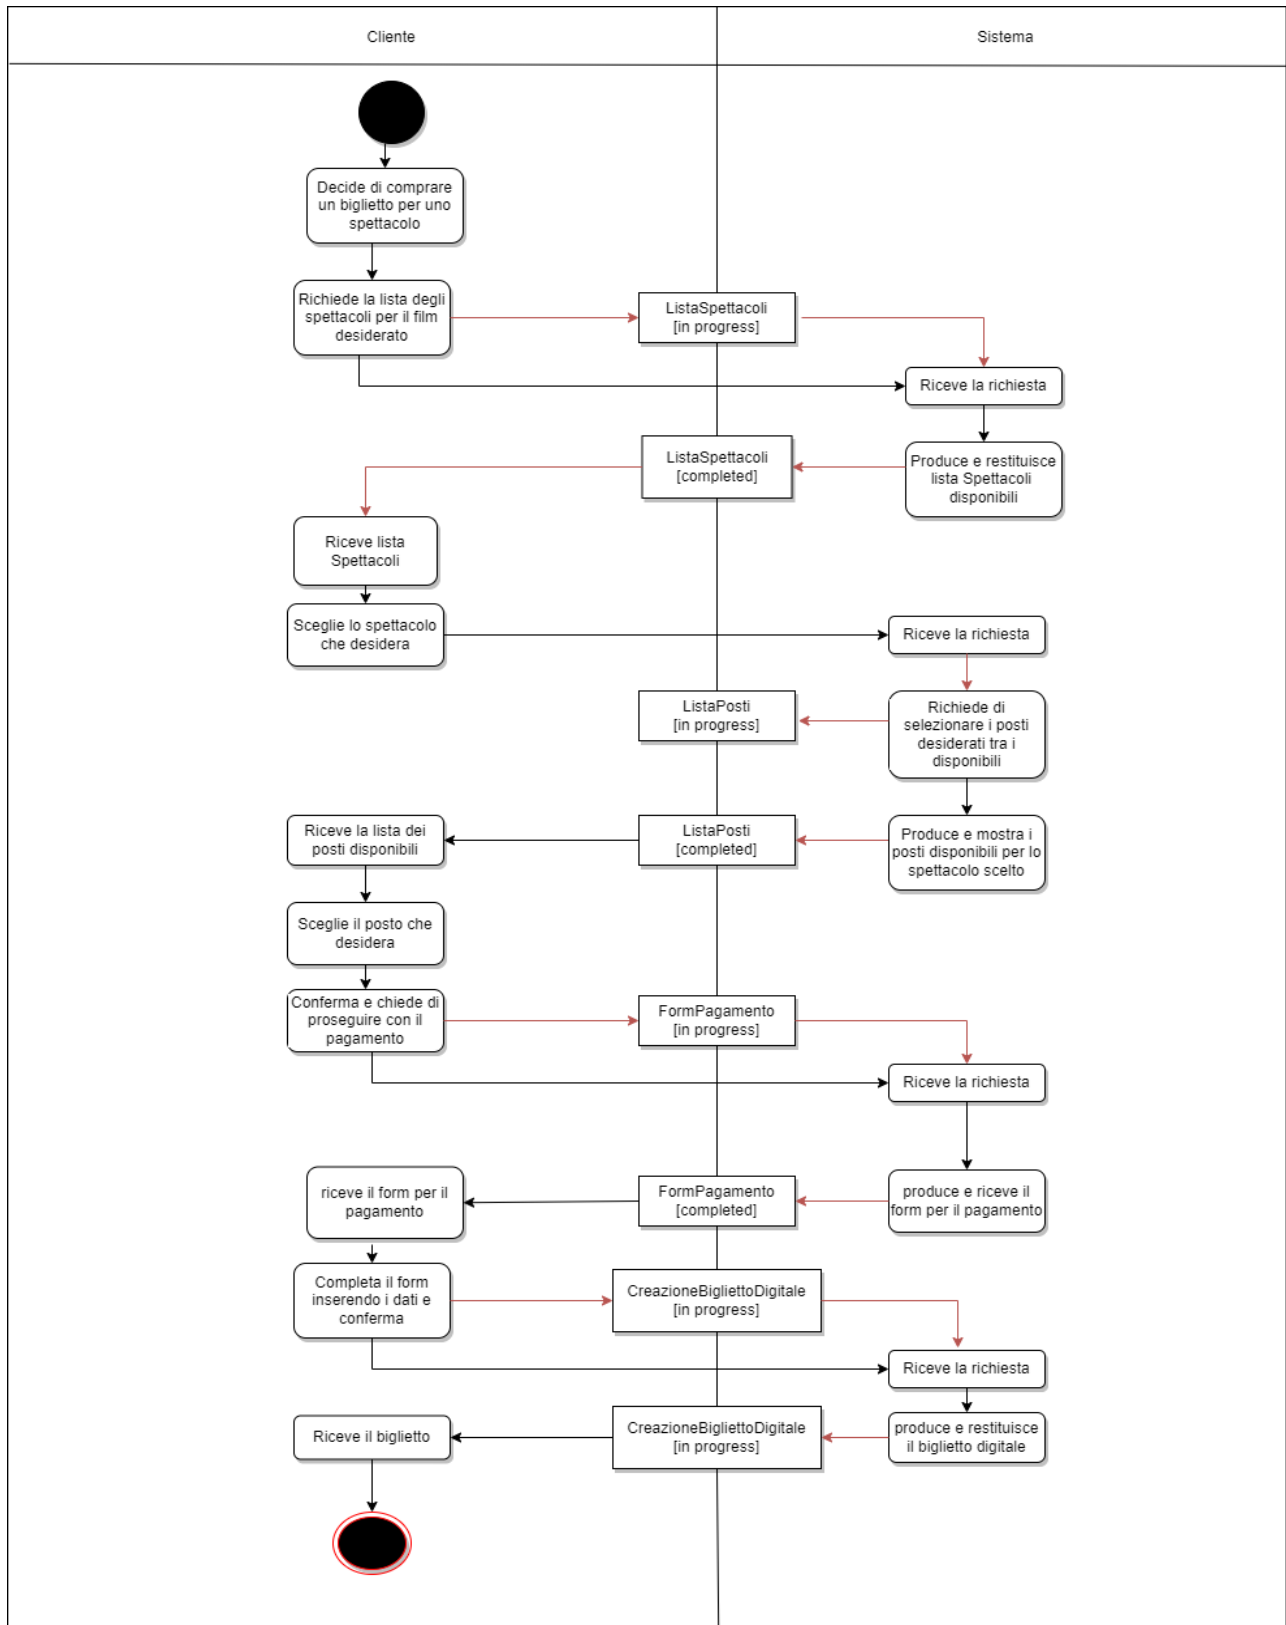 Cliente
Sistema
Decide di comprare
un biglietto per uno
spettacolo
Richiede la lista degli
spettacoli per il film
desiderato
ListaSpettacoli
[in progress]
Riceve la richiesta
ListaSpettacoli
[completed]
Produce e restituisce
lista Spettacoli
disponibili
Riceve lista
Spettacoli
Sceglie lo spettacolo
che desidera
Riceve la richiesta
ListaPosti
[in progress]
Richiede di
selezionare i posti
desiderati tra i
disponibili
Riceve la lista dei
posti disponibili
ListaPosti
[completed]
Produce e mostra i
posti disponibili per lo
spettacolo scelto
Sceglie il posto che
desidera
Conferma e chiede di
proseguire con il
pagamento
FormPagamento
[in progress]
Riceve la richiesta
riceve il form per il
pagamento
FormPagamento
[completed]
produce e riceve il
form per il pagamento
Completa il form
inserendo i dati e
conferma
CreazioneBigliettoDigitale
[in progress]
Riceve la richiesta
Riceve il biglietto
CreazioneBigliettoDigitale
[in progress]
produce e restituisce
il biglietto digitale